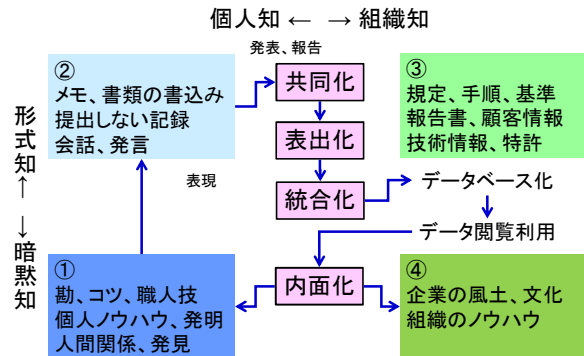 個人知 ← → 組織知
発表、報告
②
メモ、書類の書込み
提出しない記録
会話、発言
共同化
表出化
統合化
③
規定、手順、基準
報告書、顧客情報
技術情報、特許
形式知↑ ↓暗黙知
表現
データベース化
データ閲覧利用
①
勘、コツ、職人技
個人ノウハウ、発明
人間関係、発見
内面化
④
企業の風土、文化
組織のノウハウ